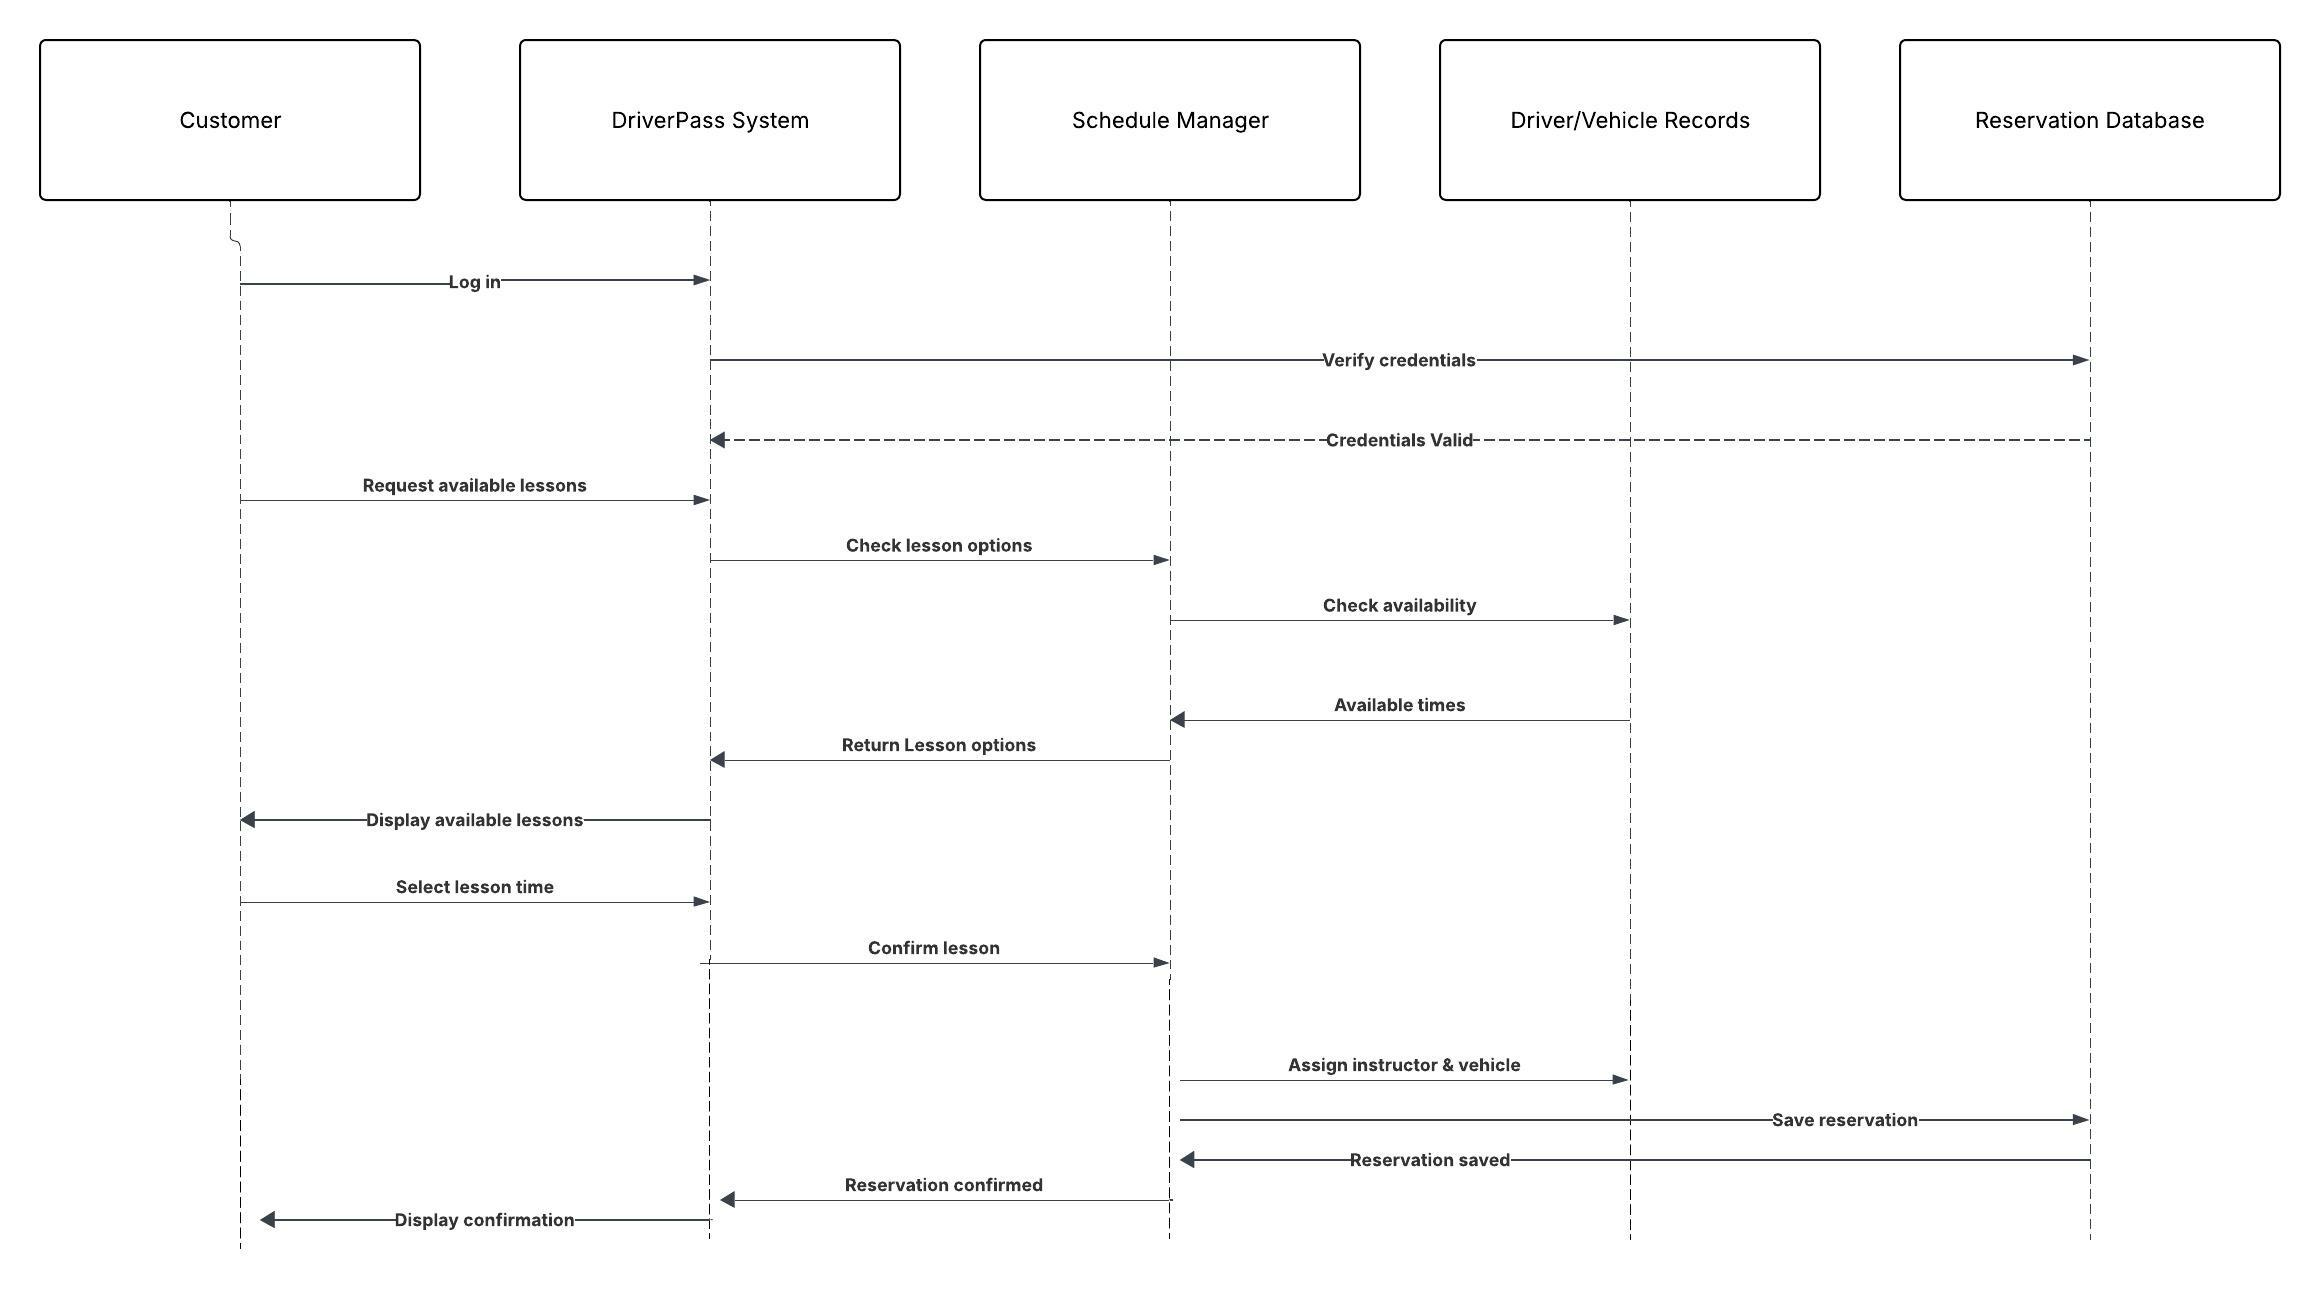 Customer
DriverPass System
Schedule Manager
Driver/Vehicle Records
Reservation Database
Log in
Verify credentials
Credentials Valid
Request available lessons
Check lesson options
Check availability
Available times
Return Lesson options
Display available lessons
Select lesson time
Confirm lesson
Assign instructor & vehicle
Save reservation
Reservation saved
Reservation confirmed
Display confirmation